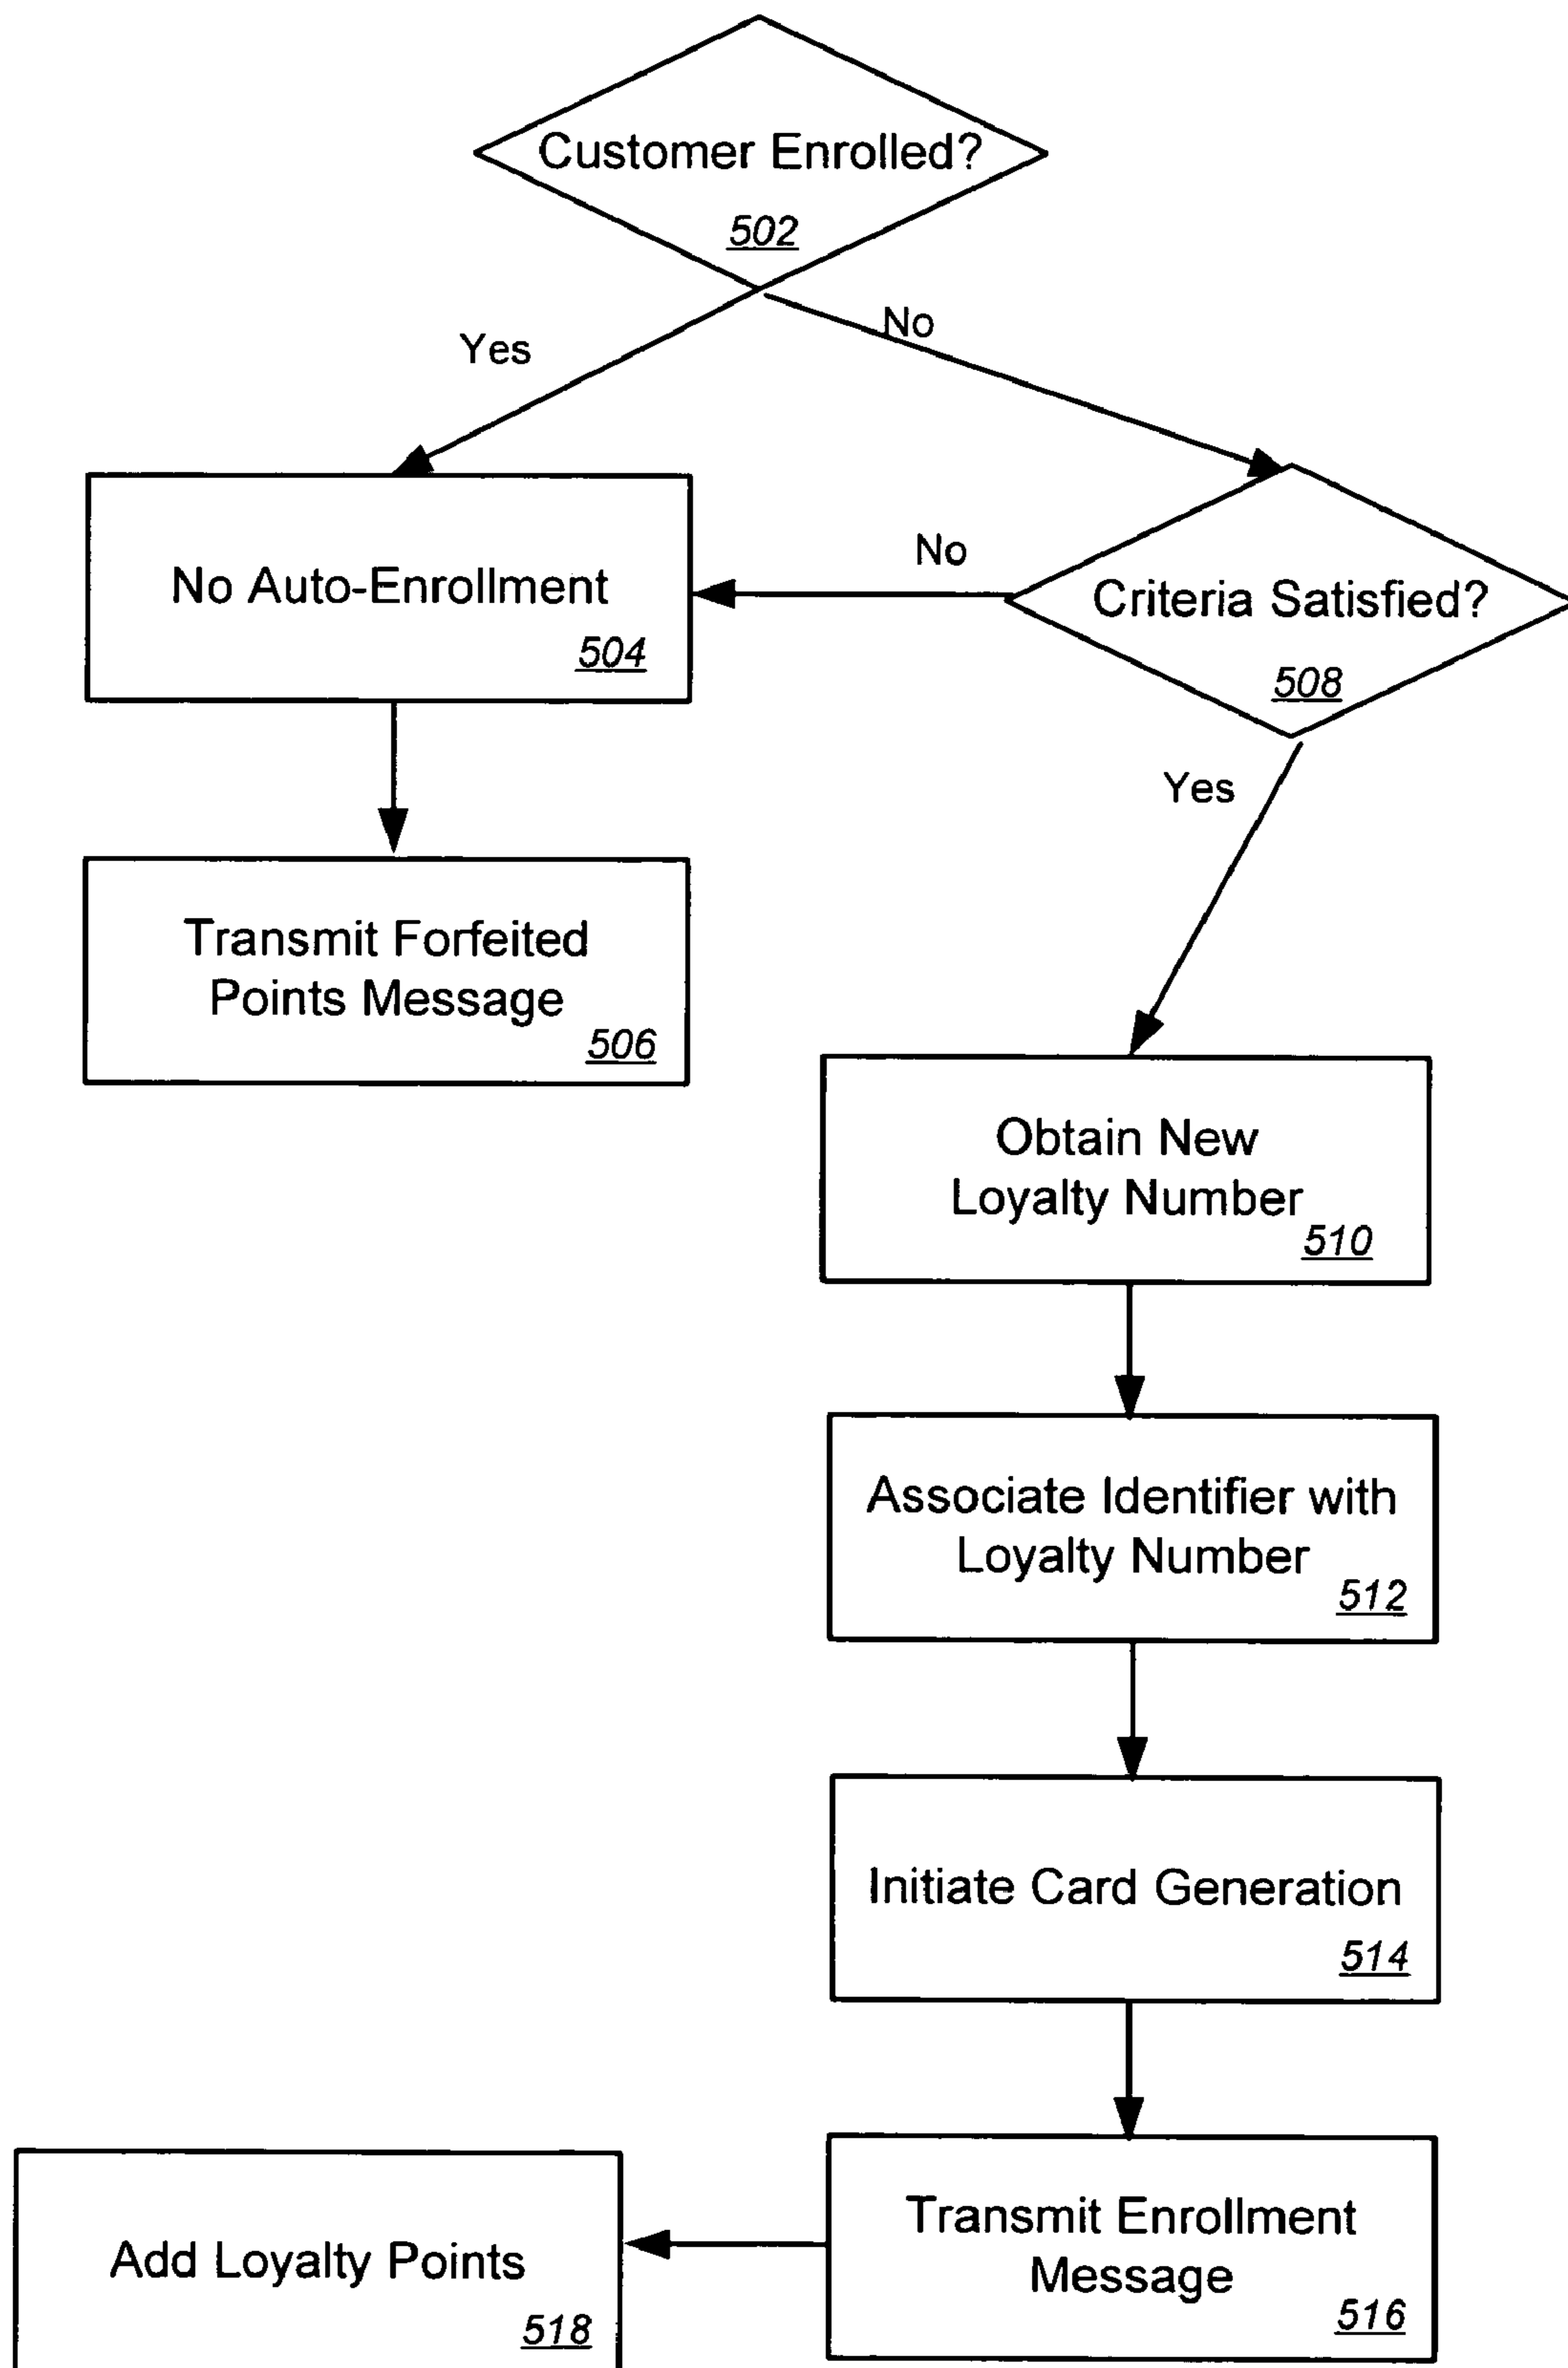 Customer Enrolled?
502
Yes
No
No Auto-Enrollment
504
No
Criteria Satisfied?
508
Yes
Transmit Forfeited
Points Message
506
Obtain New
Loyalty Number
510
Associate Identifier with
Loyalty Number
512
Initiate Card Generation
514
Transmit Enrollment
Message
516
Add Loyalty Points
518